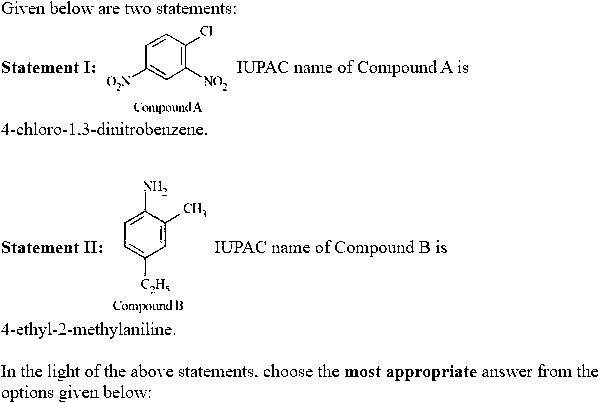 Given below are two statements:
Cl
Statement I: O₂N NO₂ IUPAC name of Compound A is
Compound A
4-chloro-1,3-dinitrobenzene.
NH₂
CH₃
Statement II: IUPAC name of Compound B is
C₂H₅
Compound B
4-ethyl-2-methylaniline.
In the light of the above statements, choose the most appropriate answer from the
options given below: